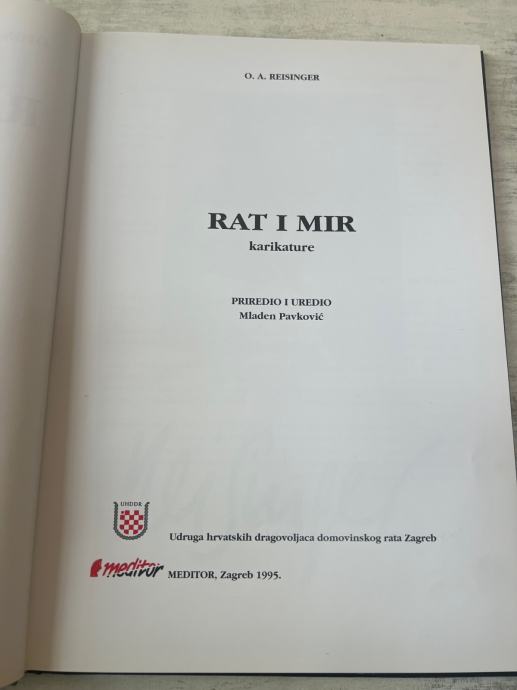 O. A. REISINGER
RAT I MIR
karikature
PRIREDIO I UREDIO
Mladen Pavković
UHDDR
Udruga hrvatskih dragovoljaca domovinskog rata Zagreb
meditor
MEDITOR, Zagreb 1995.